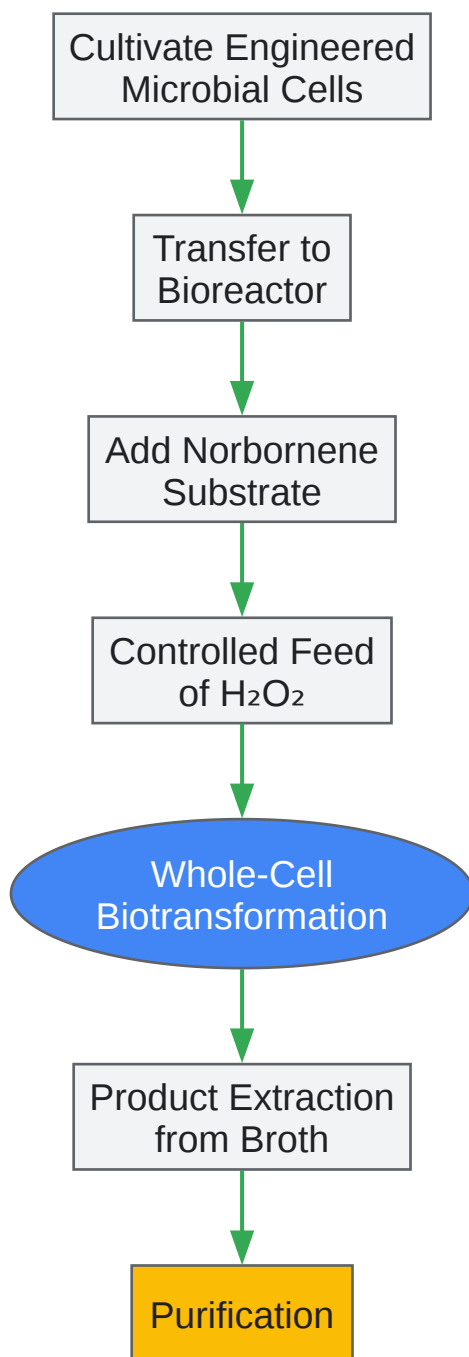 Cultivate Engineered
Microbial Cells
Transfer to
Bioreactor
Add Norbornene
Substrate
Controlled Feed
of H₂O₂
Whole-Cell
Biotransformation
Product Extraction
from Broth
Purification